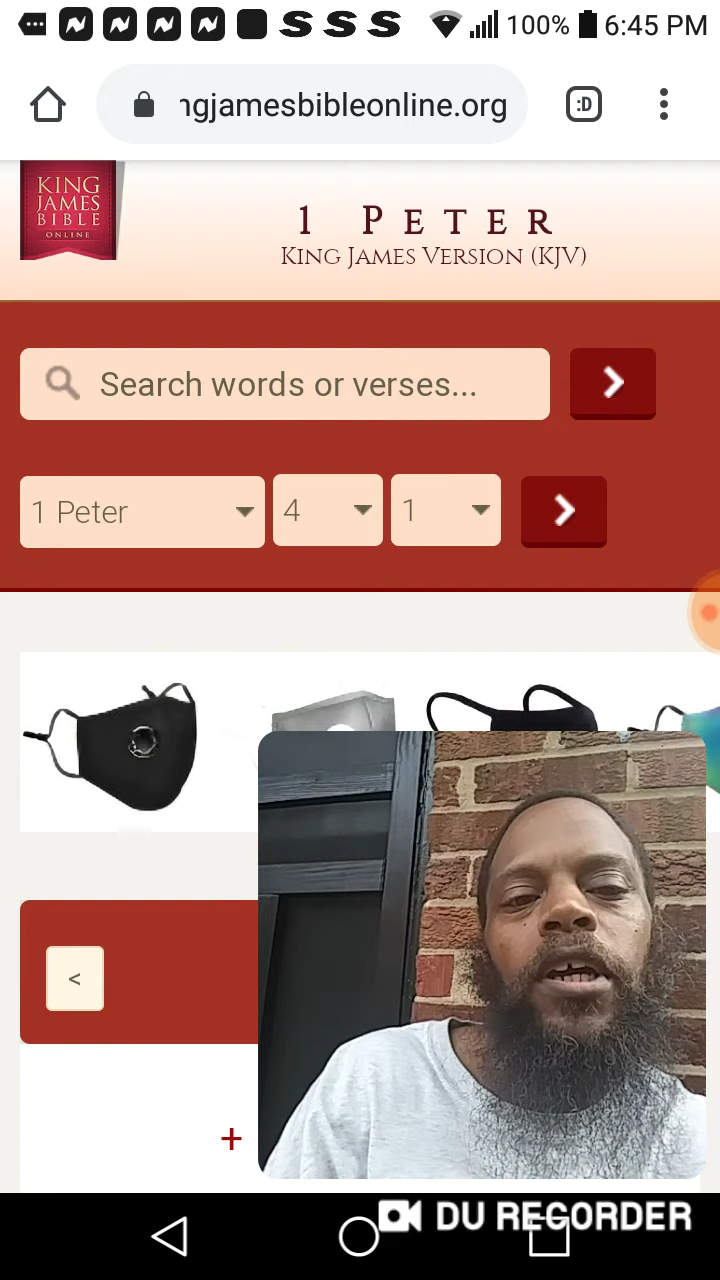 100% 6:45 PM
ngjamesbibleonline.org :D
KING
JAMES
BIBLE
ONLINE
1 PETER
KING JAMES VERSION (KJV)
Search words or verses... >
1 Peter 4 1 >
<
+
DU RECORDER